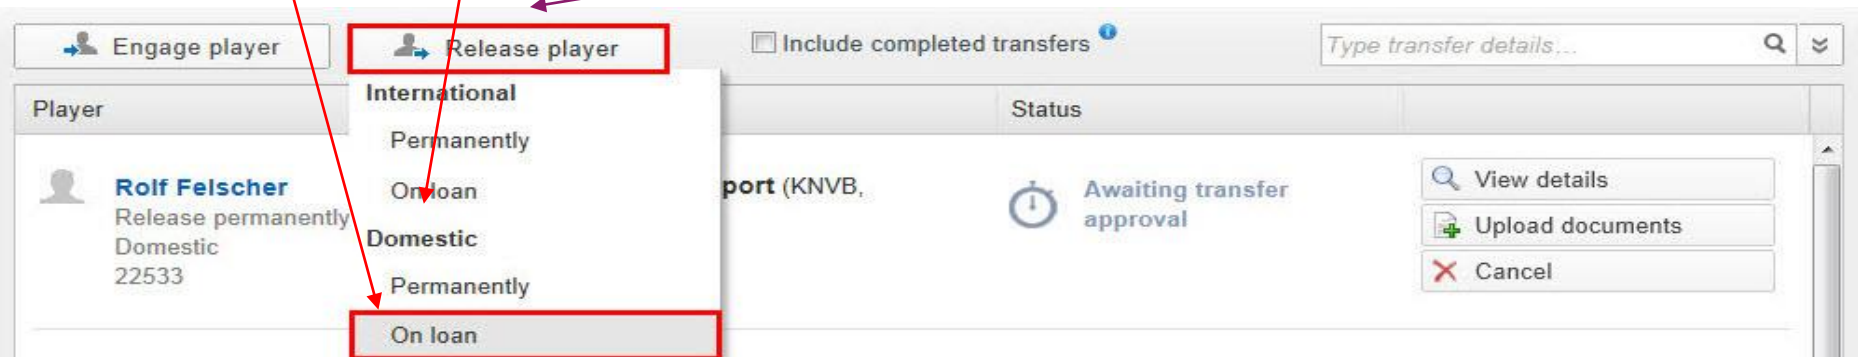 Engage player
Release player
Include completed transfers
Type transfer details...
Player
Status
International
Permanently
On loan
Domestic
Permanently
On loan
Rolf Felscher
Release permanently
Domestic
22533
port (KNVB,
Awaiting transfer
approval
View details
Upload documents
Cancel